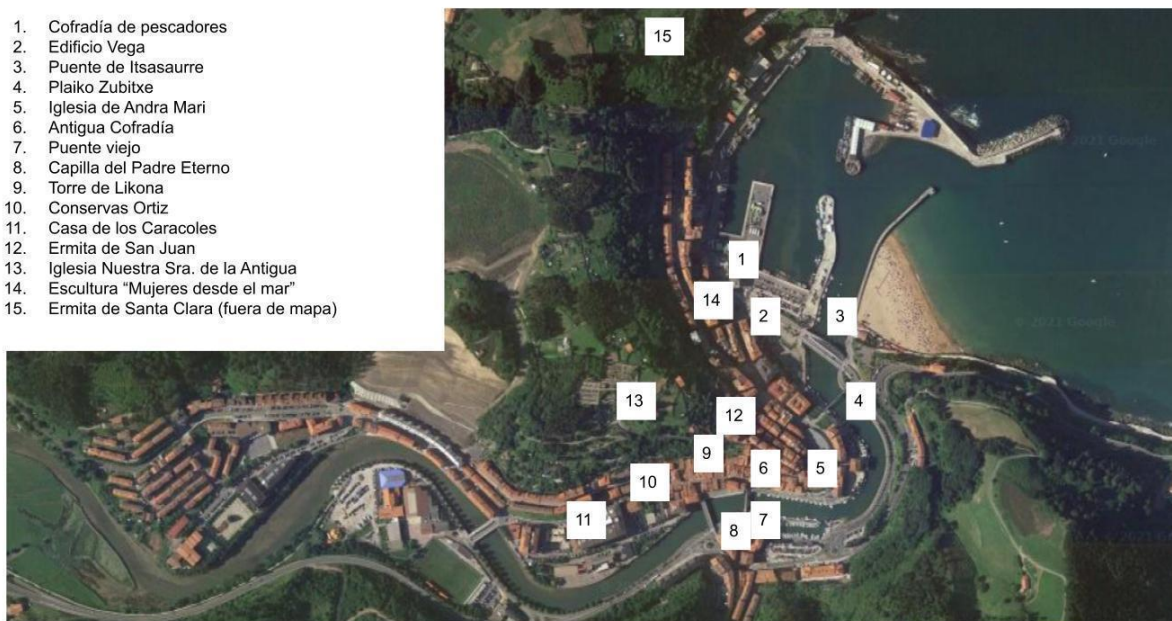 1. Cofradía de pescadores
2. Edificio Vega
3. Puente de Itsasaurre
4. Plaiko Zubitxe
5. Iglesia de Andra Mari
6. Antigua Cofradía
7. Puente viejo
8. Capilla del Padre Eterno
9. Torre de Likona
10. Conservas Ortiz
11. Casa de los Caracoles
12. Ermita de San Juan
13. Iglesia Nuestra Sra. de la Antigua
14. Escultura “Mujeres desde el mar”
15. Ermita de Santa Clara (fuera de mapa)
15
© 2021 Google
1
14
2
3
© 2021 Google
13
12
4
9
6
5
10
11
8
7